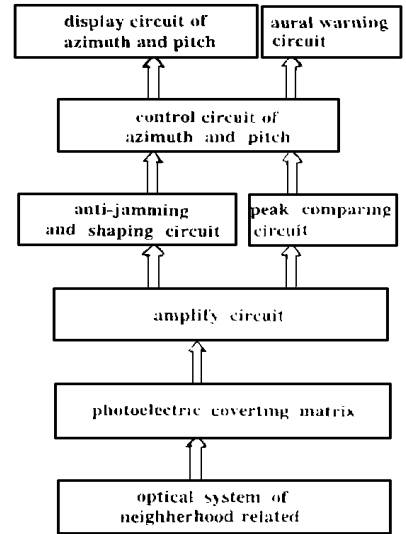 display circuit of
azimuth and pitch
aural warning
circuit
control circuit of
azimuth and pitch
anti-jamming
and shaping circuit
peak comparing
circuit
amplify circuit
photoelectric coverting matrix
optical system of
neighherhood related